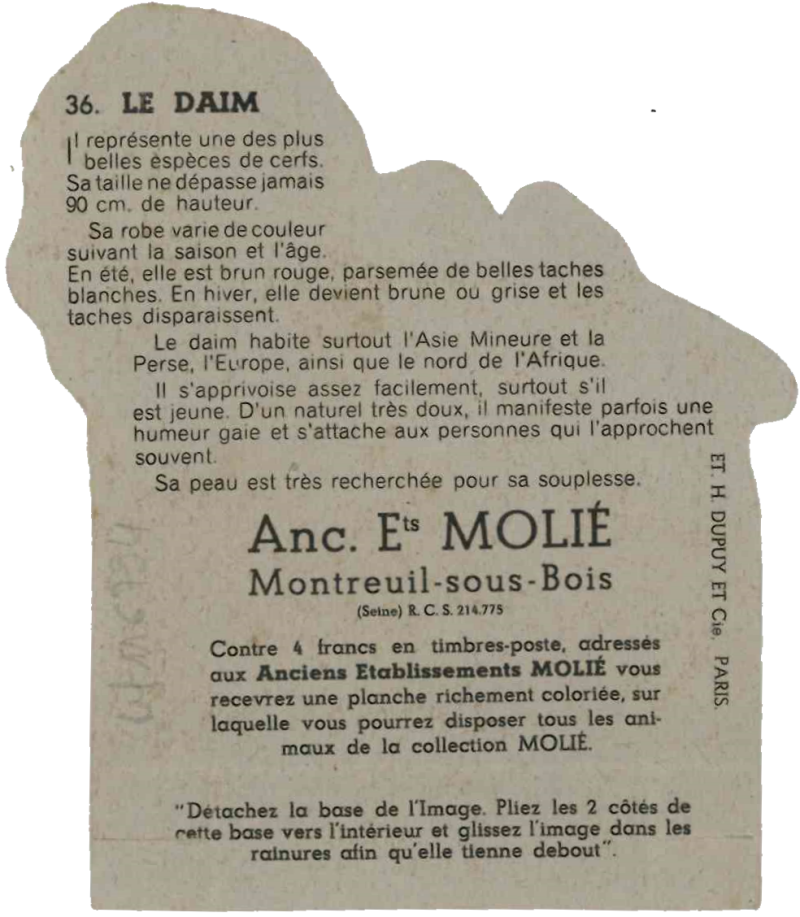 36. LE DAIM
Il représente une des plus
belles èspèces de cerfs.
Sa taille ne dépasse jamais
90 cm. de hauteur.
Sa robe varie de couleur
suivant la saison et l'âge.
En été, elle est brun rouge, parsemée de belles taches
blanches. En hiver, elle devient brune ou grise et les
taches disparaissent.
Le daim habite surtout l'Asie Mineure et la
Perse, l'Europe, ainsi que le nord de l'Afrique.
Il s'apprivoise assez facilement, surtout s'il
est jeune. D'un naturel très doux, il manifeste parfois une
humeur gaie et s'attache aux personnes qui l'approchent
souvent.
Sa peau est très recherchée pour sa souplesse.
Anc. Ets MOLIÉ
Montreuil-sous-Bois
(Seine) R. C. S. 214.775
Contre 4 francs en timbres-poste, adressés
aux Anciens Etablissements MOLIÉ vous
recevrez une planche richement coloriée, sur
laquelle vous pourrez disposer tous les ani-
maux de la collection MOLIÉ.
"Détachez la base de l'Image. Pliez les 2 côtés de
cette base vers l'intérieur et glissez l'image dans les
rainures afin qu'elle tienne debout".
ET. H. DUPUY ET Cie. PARIS.